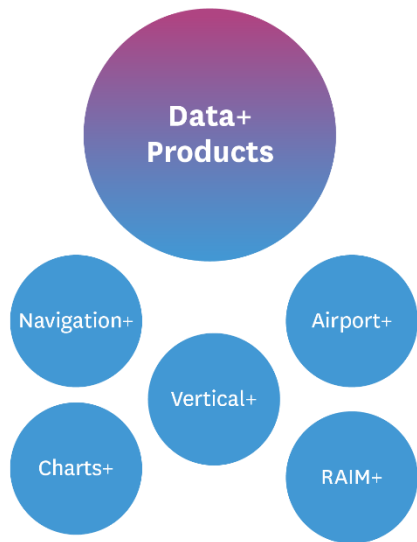 Data+
Products
Navigation+
Airport+
Vertical+
Charts+
RAIM+